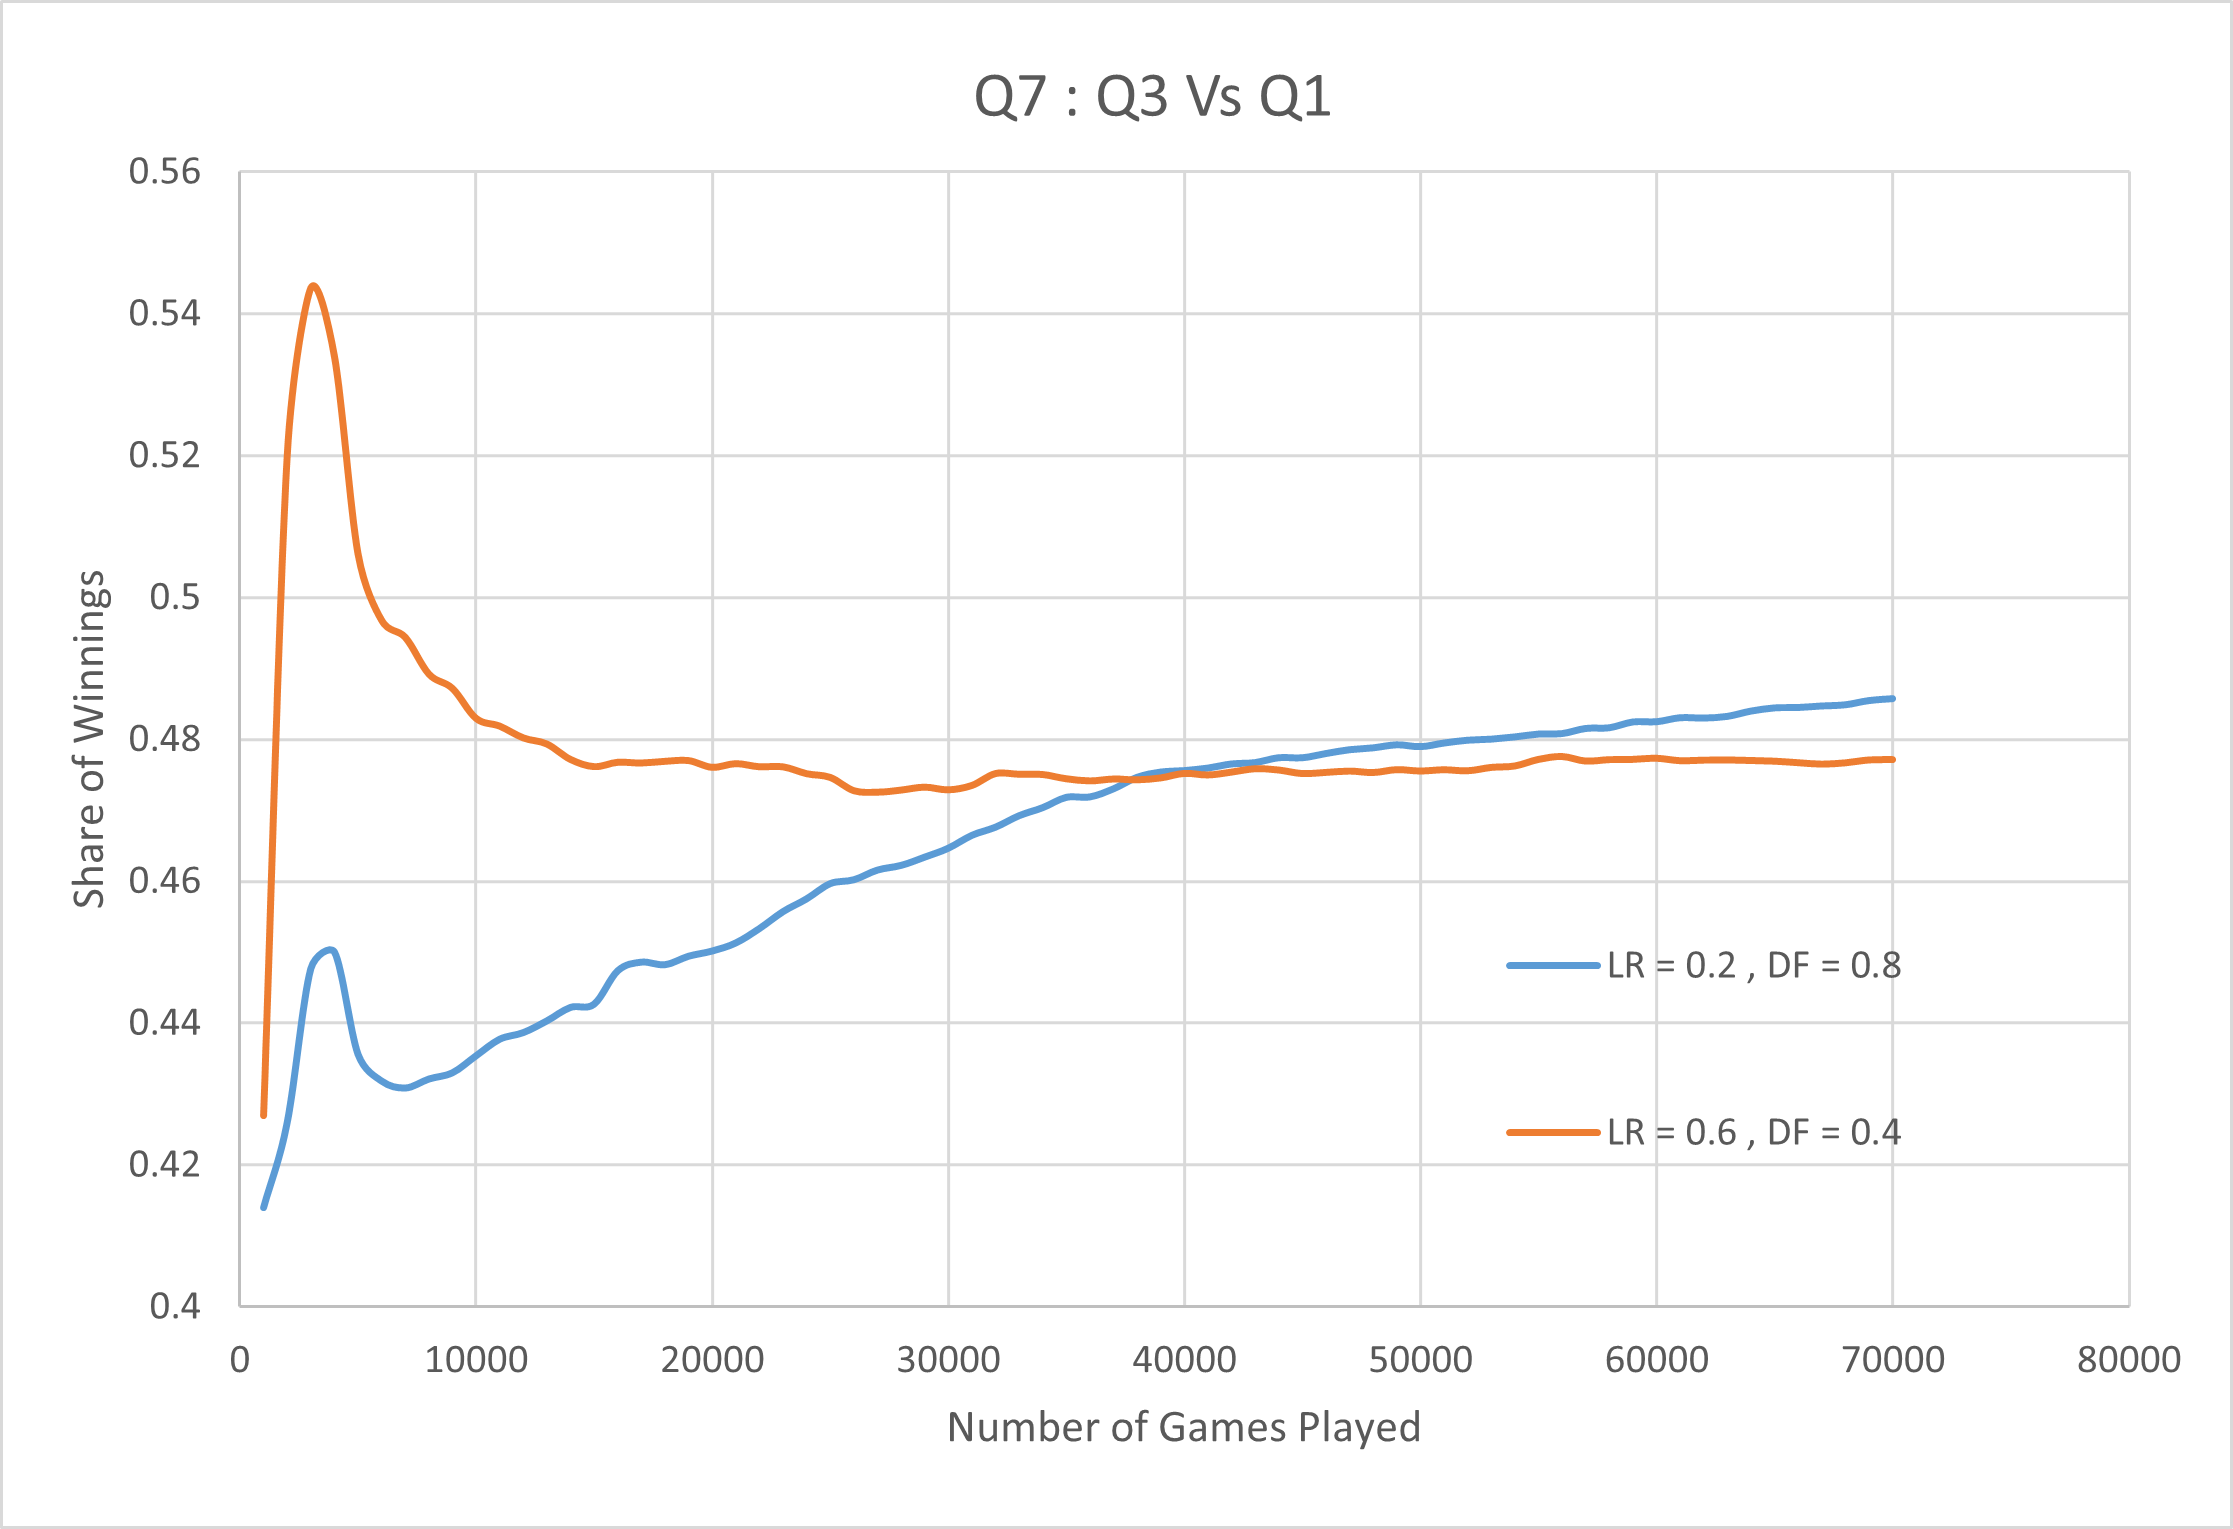 Q7 : Q3 Vs Q1
0.56
0.54
0.52
0.5
0.48
0.46
0.44
0.42
0.4
Share of Winnings
LR = 0.2 , DF = 0.8
LR = 0.6 , DF = 0.4
0 10000 20000 30000 40000 50000 60000 70000 80000
Number of Games Played